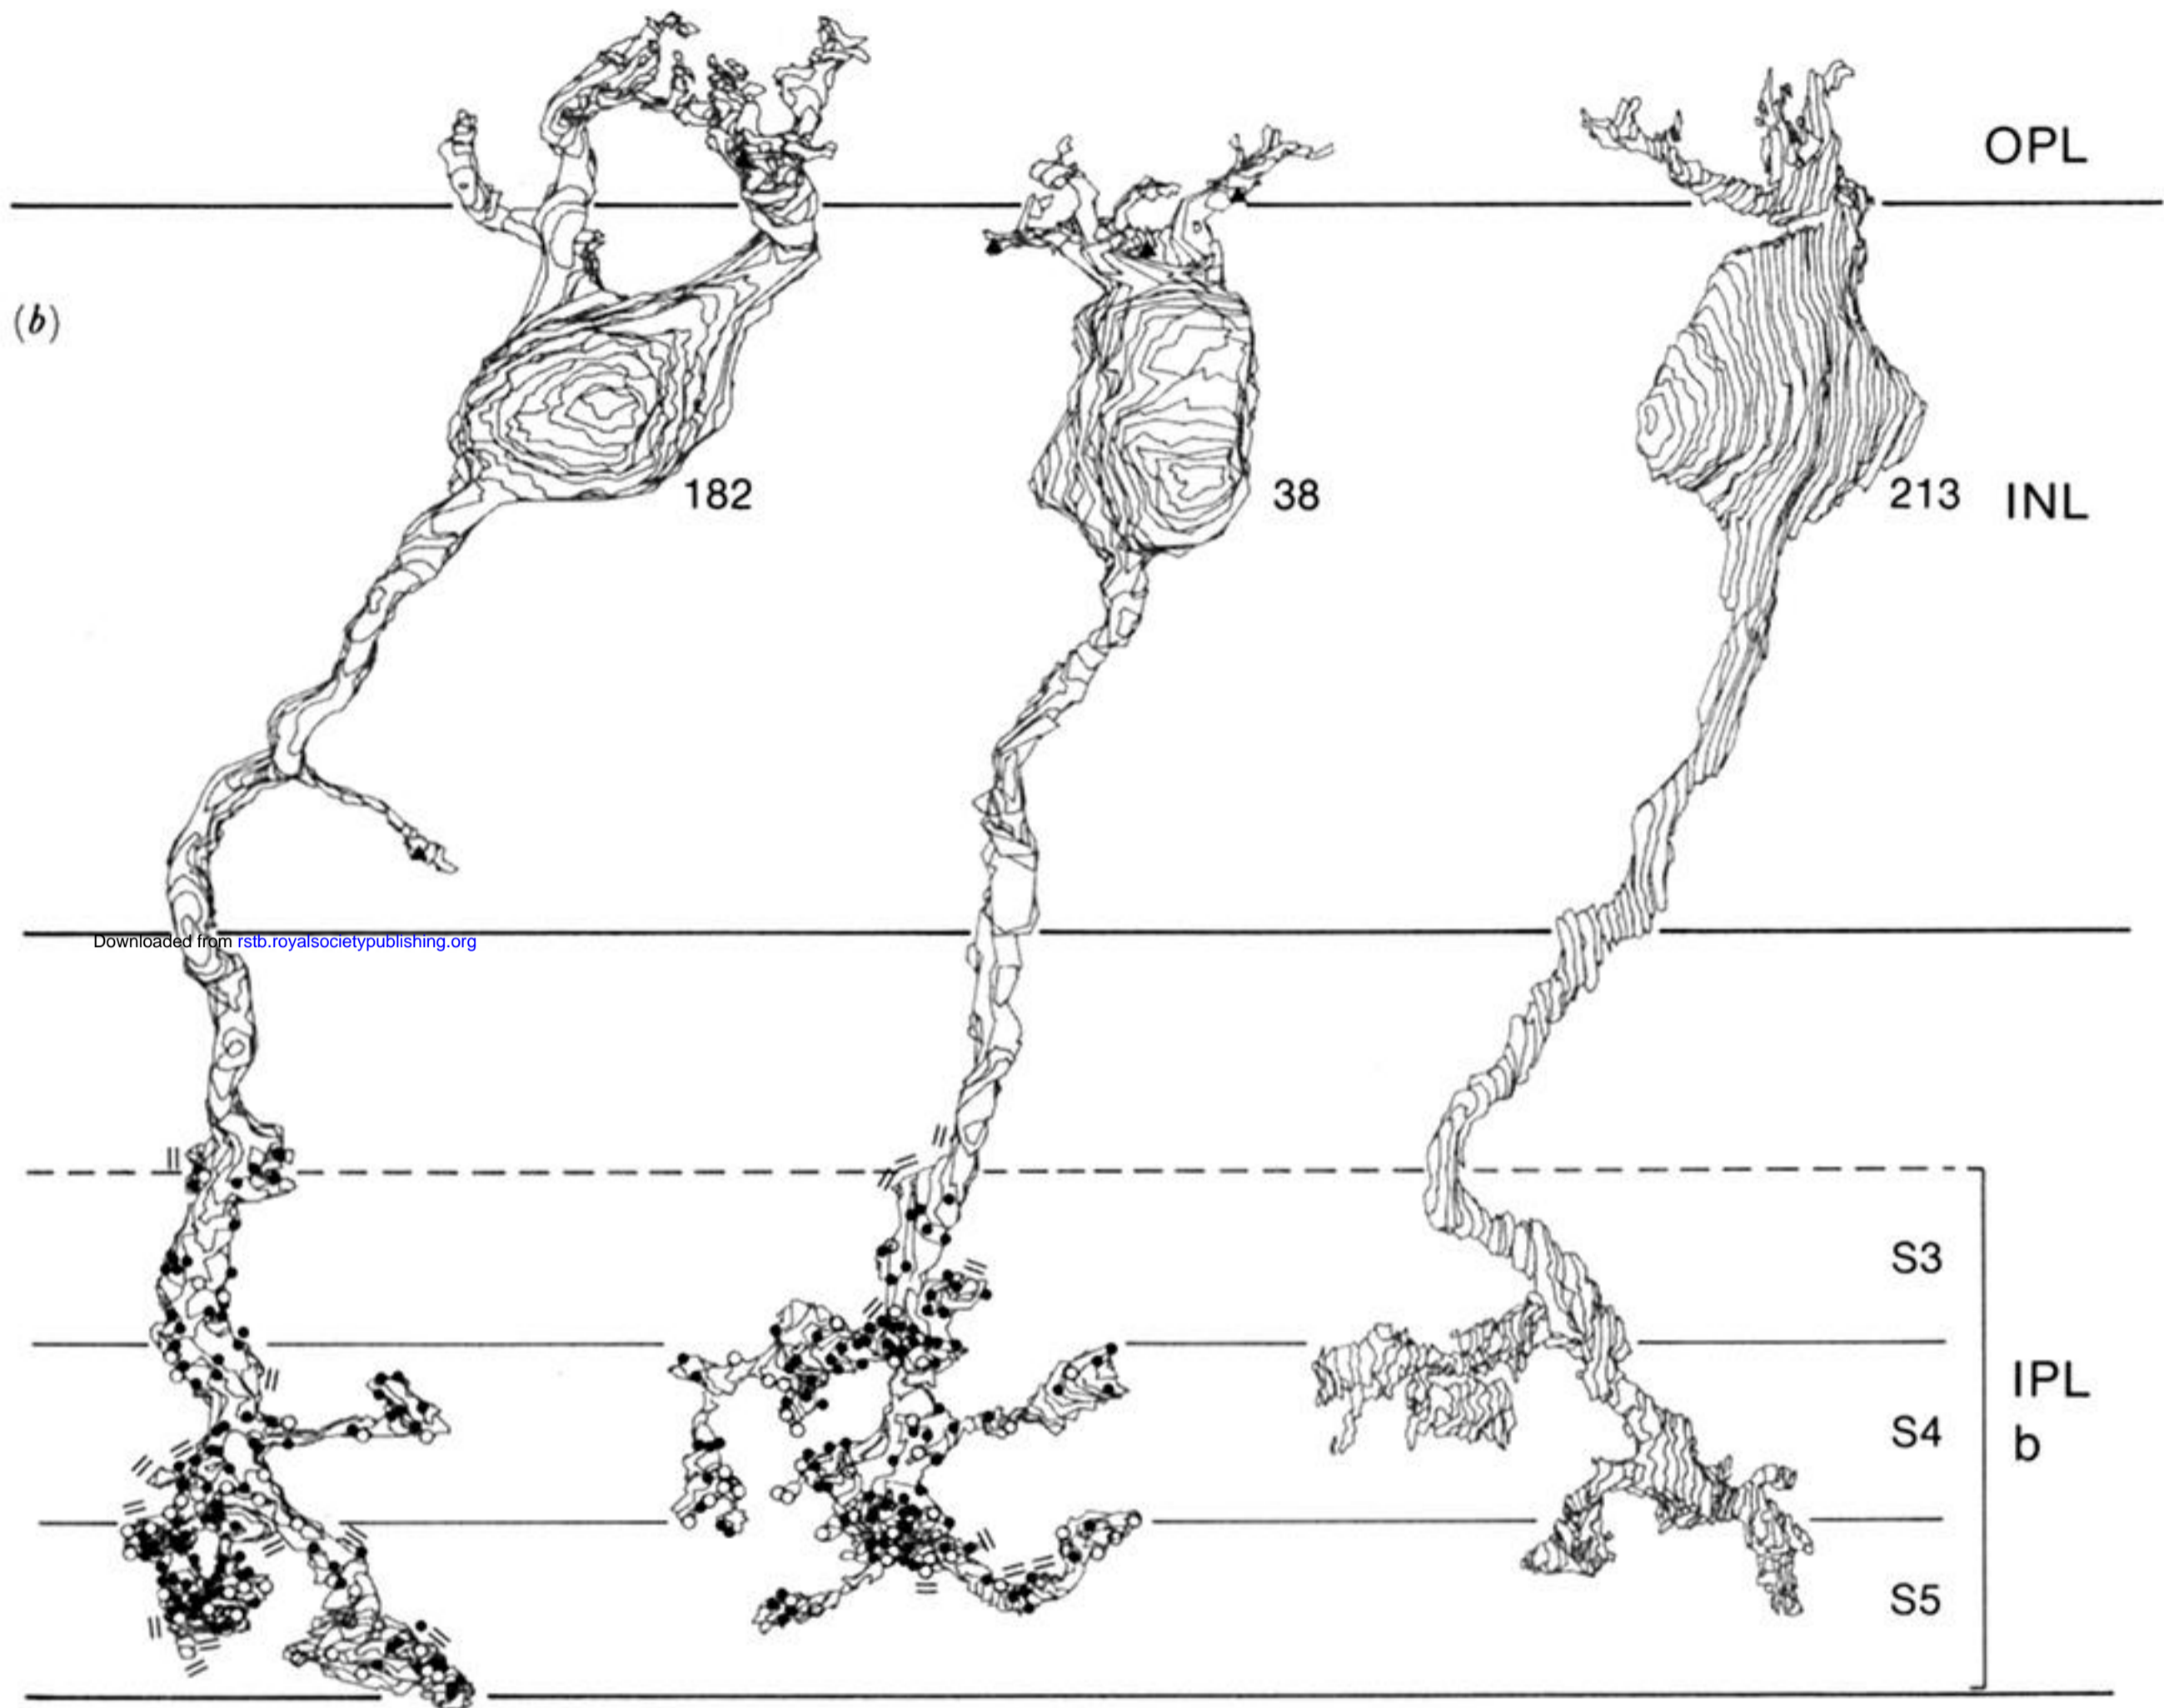 OPL
(b)
182
38
213
INL
Downloaded from rstb.royalsocietypublishing.org
S3
S4
IPL
b
S5